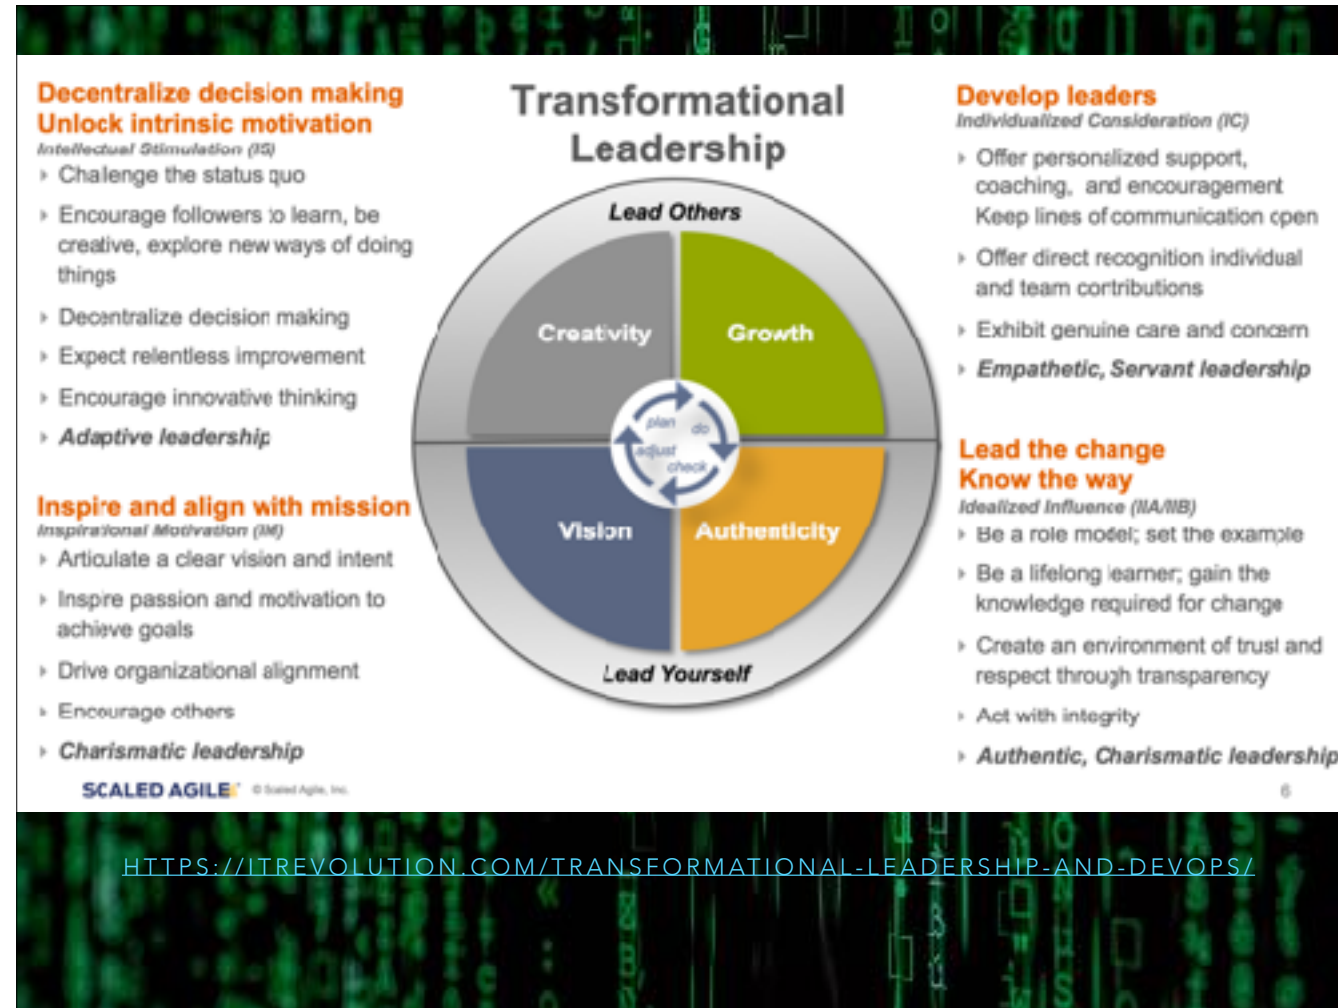 Transformational
Leadership
Decentralize decision making
Unlock intrinsic motivation
Intellectual Stimulation (IS)
Challenge the status quo
Encourage followers to learn, be
creative, explore new ways of doing
things
Decentralize decision making
Expect relentless improvement
Encourage innovative thinking
Adaptive leadership
Inspire and align with mission
Inspirational Motivation (IM)
Articulate a clear vision and intent
Inspire passion and motivation to
achieve goals
Drive organizational alignment
Encourage others
Charismatic leadership
Lead Others
Creativity
Growth
plan
do
adjust
check
Vision
Authenticity
Lead Yourself
Develop leaders
Individualized Consideration (IC)
Offer personalized support,
coaching, and encouragement
Keep lines of communication open
Offer direct recognition individual
and team contributions
Exhibit genuine care and concern
Empathetic, Servant leadership
Lead the change
Know the way
Idealized Influence (IIA/IIB)
Be a role model; set the example
Be a lifelong learner; gain the
knowledge required for change
Create an environment of trust and
respect through transparency
Act with integrity
Authentic, Charismatic leadership
SCALED AGILE
© Scaled Agile, Inc.
6
HTTPS://ITREVOLUTION.COM/TRANSFORMATIONAL-LEADERSHIP-AND-DEVOPS/